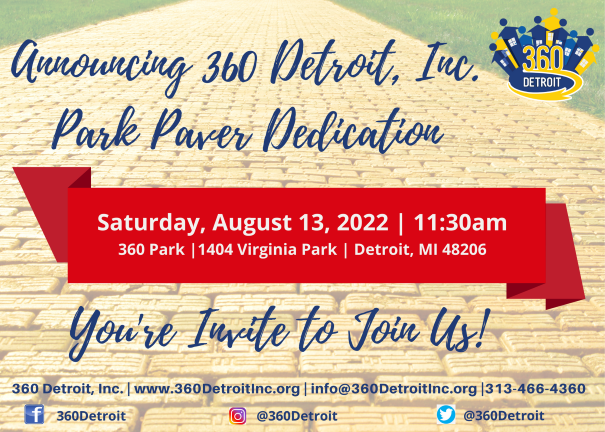 Announcing 360 Detroit, Inc.
360
DETROIT
Park Paver Dedication
Saturday, August 13, 2022 | 11:30am
360 Park |1404 Virginia Park | Detroit, MI 48206
You're Invite to Join Us!
360 Detroit, Inc. | www.360DetroitInc.org | info@360DetroitInc.org |313-466-4360
360Detroit @360Detroit @360Detroit